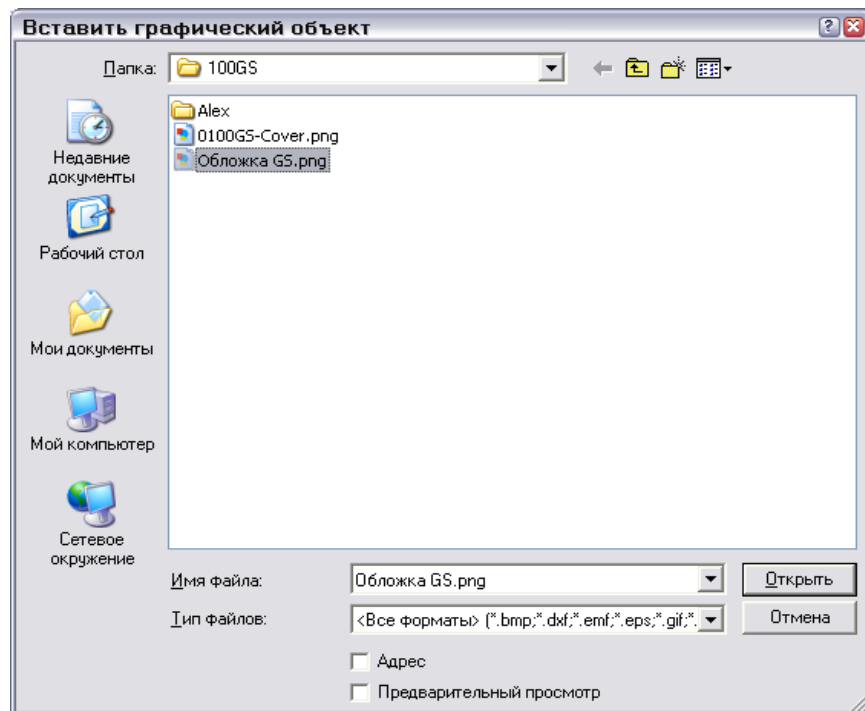 Вставить графический объект
Папка:
100GS
Alex
0100GS-Cover.png
Обложка GS.png
Недавние
документы
Рабочий стол
Мои документы
Мой компьютер
Сетевое
окружение
Имя файла:
Обложка GS.png
Открыть
Тип файлов:
<Все форматы> (*.bmp;*.dxf;*.emf;*.eps;*.gif;*.
Отмена
Адрес
Предварительный просмотр